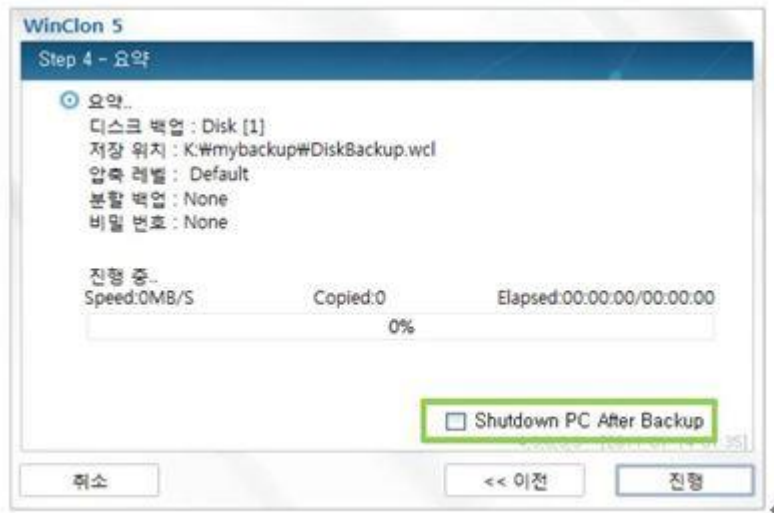 WinClon 5
Step 4 - 요약
요약..
디스크 백업 : Disk [1]
저장 위치 : K:₩mybackup₩DiskBackup.wcl
압축 레벨 : Default
분할 백업 : None
비밀 번호 : None
진행 중..
Speed:0MB/S Copied:0 Elapsed:00:00:00/00:00:00
0%
Shutdown PC After Backup
취소 << 이전 진행